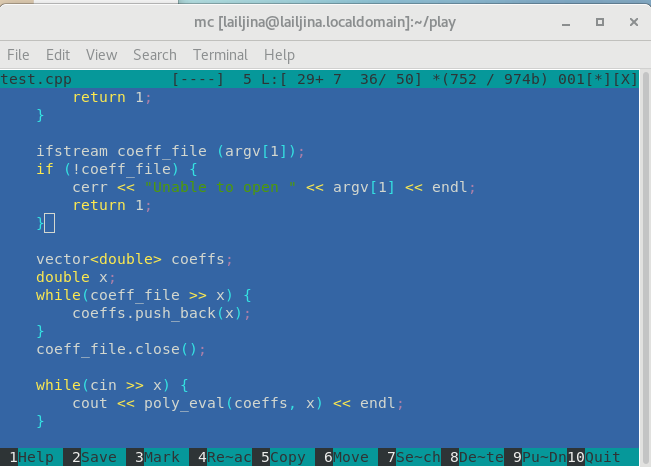 mc [lailjina@lailjina.localdomain]:~/play
File Edit View Search Terminal Help
test.cpp [----] 5 L:[ 29+ 7 36/ 50] *(752 / 974b) 001[*][X]
        return 1;
    }

    ifstream coeff_file (argv[1]);
    if (!coeff_file) {
        cerr << "Unable to open " << argv[1] << endl;
        return 1;
    }

    vector<double> coeffs;
    double x;
    while(coeff_file >> x) {
        coeffs.push_back(x);
    }
    coeff_file.close();

    while(cin >> x) {
        cout << poly_eval(coeffs, x) << endl;
    }
1Help 2Save 3Mark 4Re~ac 5Copy 6Move 7Se~ch 8De~te 9Pu~Dn 10Quit